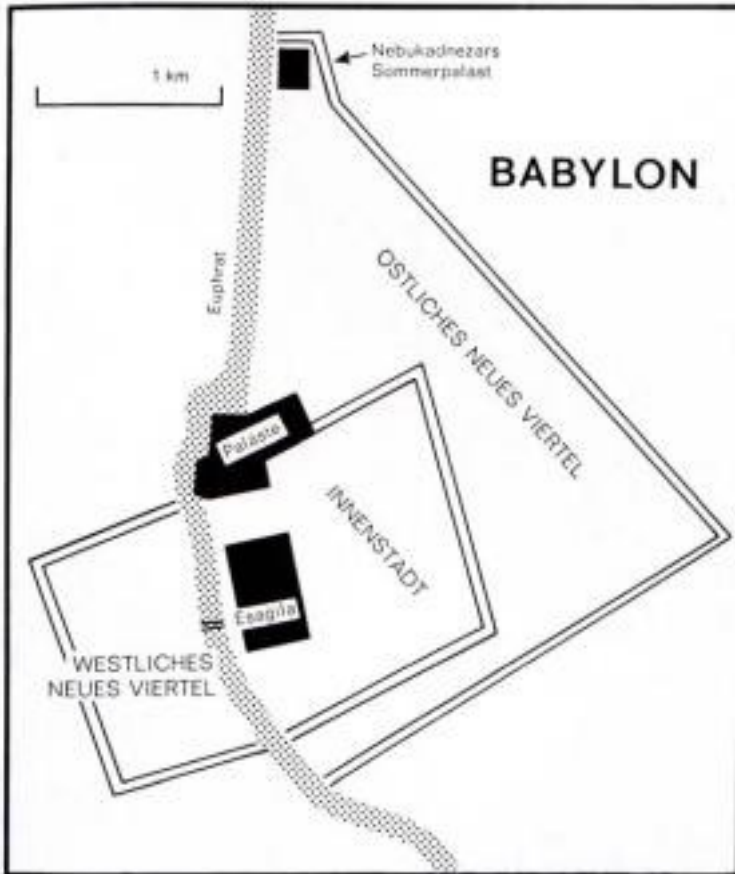 Nebukadnezars
Sommerpalast
1 km
BABYLON
Euphrat
ÖSTLICHES NEUES VIERTEL
Paläste
INNENSTADT
Esagila
WESTLICHES
NEUES VIERTEL